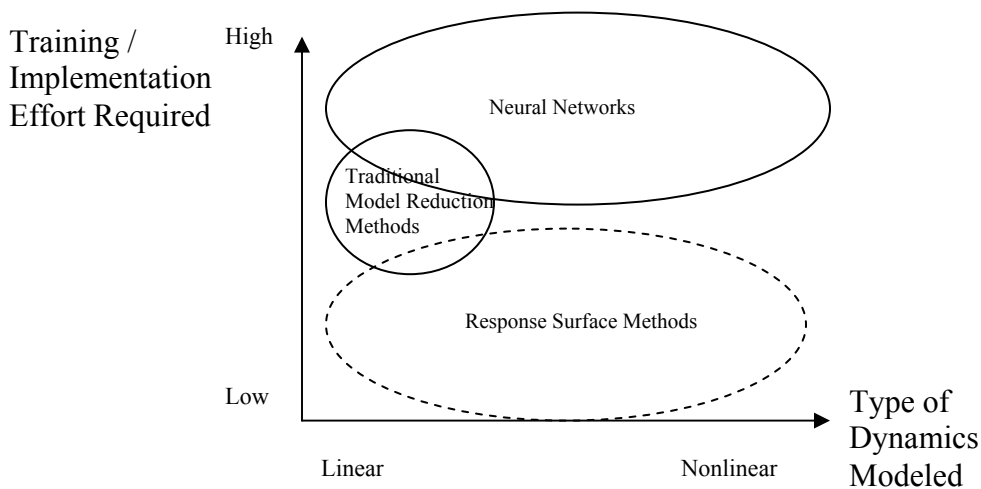 Training /
Implementation
Effort Required
High
Neural Networks
Traditional
Model Reduction
Methods
Response Surface Methods
Low
Type of
Dynamics
Modeled
Linear
Nonlinear